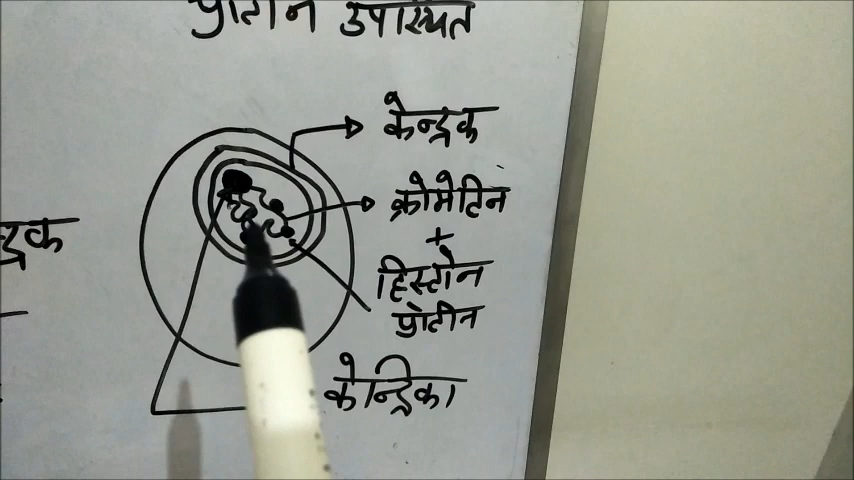 प्रोटीन उपस्थित
केन्द्रक
क्रोमेटिन
+
हिस्टोन
प्रोटीन
केन्द्रिका